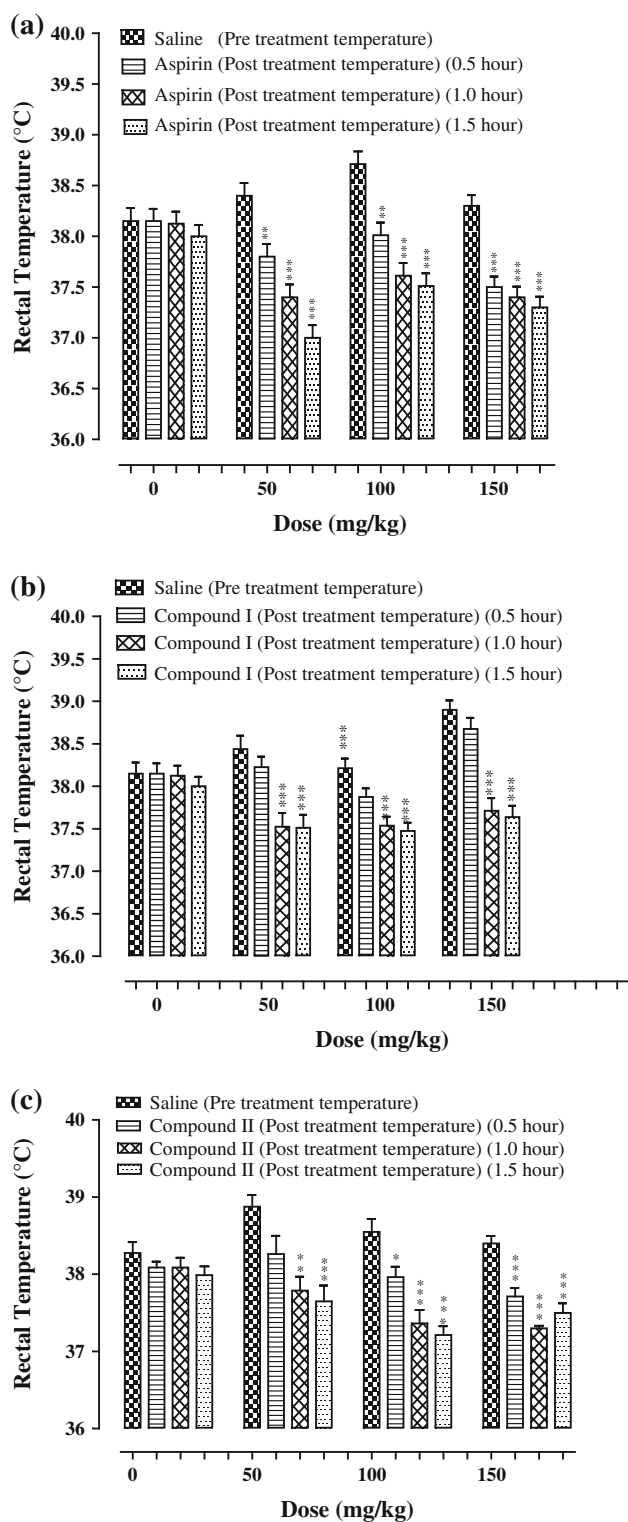 (a)
40.0
39.5
39.0
38.5
38.0
37.5
37.0
36.5
36.0
Rectal Temperature (°C)
Saline (Pre treatment temperature)
Aspirin (Post treatment temperature) (0.5 hour)
Aspirin (Post treatment temperature) (1.0 hour)
Aspirin (Post treatment temperature) (1.5 hour)
** *** *** ** *** *** *** *** ***
0 50 100 150
Dose (mg/kg)
(b)
40.0
39.5
39.0
38.5
38.0
37.5
37.0
36.5
36.0
Rectal Temperature (°C)
Saline (Pre treatment temperature)
Compound I (Post treatment temperature) (0.5 hour)
Compound I (Post treatment temperature) (1.0 hour)
Compound I (Post treatment temperature) (1.5 hour)
*** *** *** *** *** *** ***
0 50 100 150
Dose (mg/kg)
(c)
40
39
38
37
36
Rectal Temperature (°C)
Saline (Pre treatment temperature)
Compound II (Post treatment temperature) (0.5 hour)
Compound II (Post treatment temperature) (1.0 hour)
Compound II (Post treatment temperature) (1.5 hour)
** *** * *** *** *** *** ***
0 50 100 150
Dose (mg/kg)